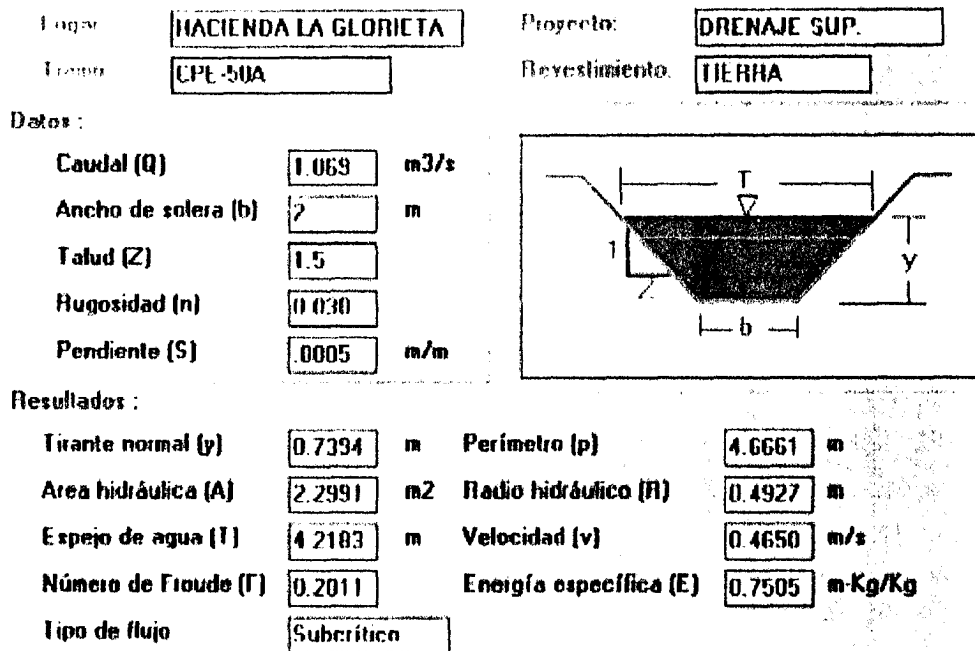 Lugar: HACIENDA LA GLORIETA Proyecto: DRENAJE SUP.
Tramo: CPE-50A Revestimiento: TIERRA
Datos :
Caudal (Q) 1.069 m3/s
Ancho de solera (b) 2 m
Talud (Z) 1.5
Rugosidad (n) 0.030
Pendiente (S) .0005 m/m
T
1
Z
y
b
Resultados :
Tirante normal (y) 0.7394 m Perímetro (p) 4.6661 m
Area hidráulica (A) 2.2991 m2 Radio hidráulico (R) 0.4927 m
Espejo de agua (T) 4.2183 m Velocidad (v) 0.4650 m/s
Número de Froude (F) 0.2011 Energía específica (E) 0.7505 m-Kg/Kg
Tipo de flujo Subcrítico